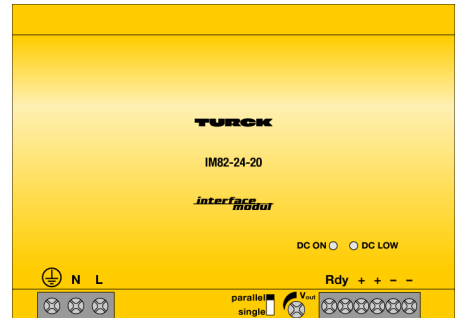 TURCK
IM82-24-20
interface
modul
DC ON DC LOW
N L
Rdy + + - -
parallel
single
Vout